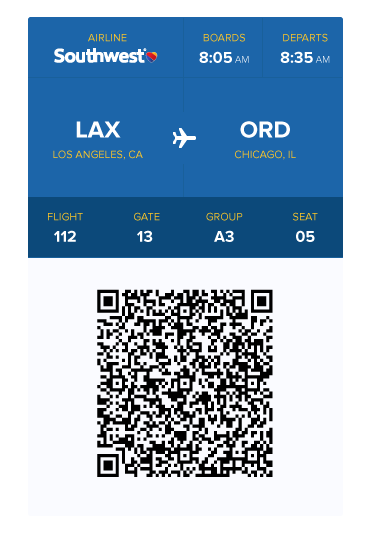 AIRLINE BOARDS DEPARTS
Southwest® 8:05 AM 8:35 AM
LAX ORD
LOS ANGELES, CA CHICAGO, IL
FLIGHT GATE GROUP SEAT
112 13 A3 05